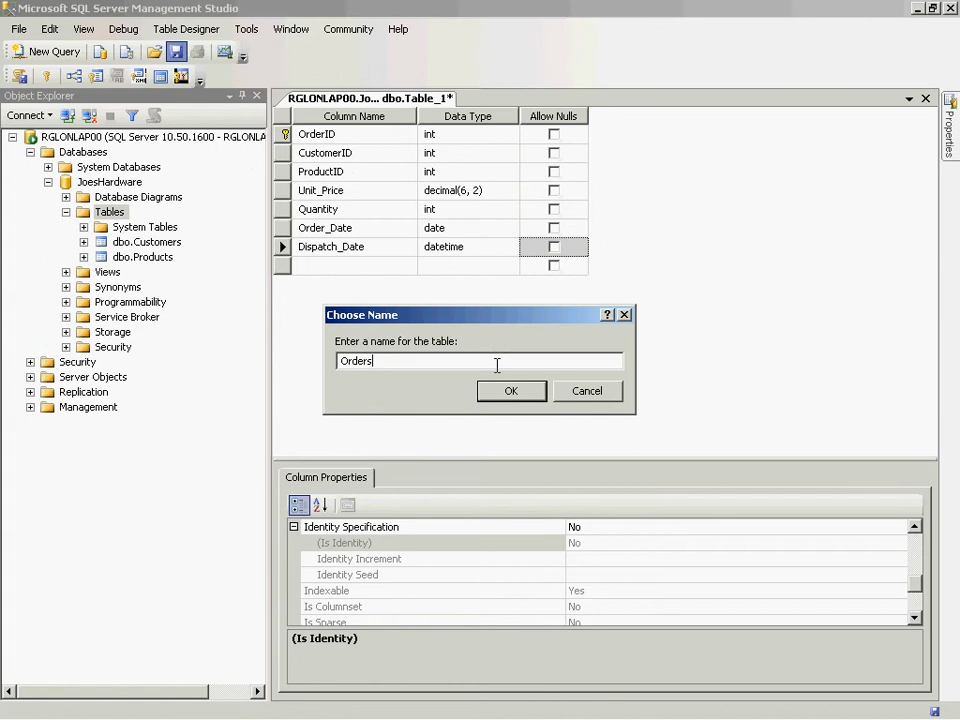 Microsoft SQL Server Management Studio
File Edit View Debug Table Designer Tools Window Community Help
New Query
Object Explorer
Connect
RGLONLAP00 (SQL Server 10.50.1600 - RGLONLA
Databases
System Databases
JoesHardware
Database Diagrams
Tables
System Tables
dbo.Customers
dbo.Products
Views
Synonyms
Programmability
Service Broker
Storage
Security
Security
Server Objects
Replication
Management
RGLONLAP00.Jo... dbo.Table_1*
Column Name Data Type Allow Nulls
OrderID int
CustomerID int
ProductID int
Unit_Price decimal(6, 2)
Quantity int
Order_Date date
Dispatch_Date datetime
Choose Name
Enter a name for the table:
Orders
OK Cancel
Column Properties
Identity Specification No
(Is Identity) No
Identity Increment
Identity Seed
Indexable Yes
Is Columnset No
Is Sparse No
(Is Identity)
Properties